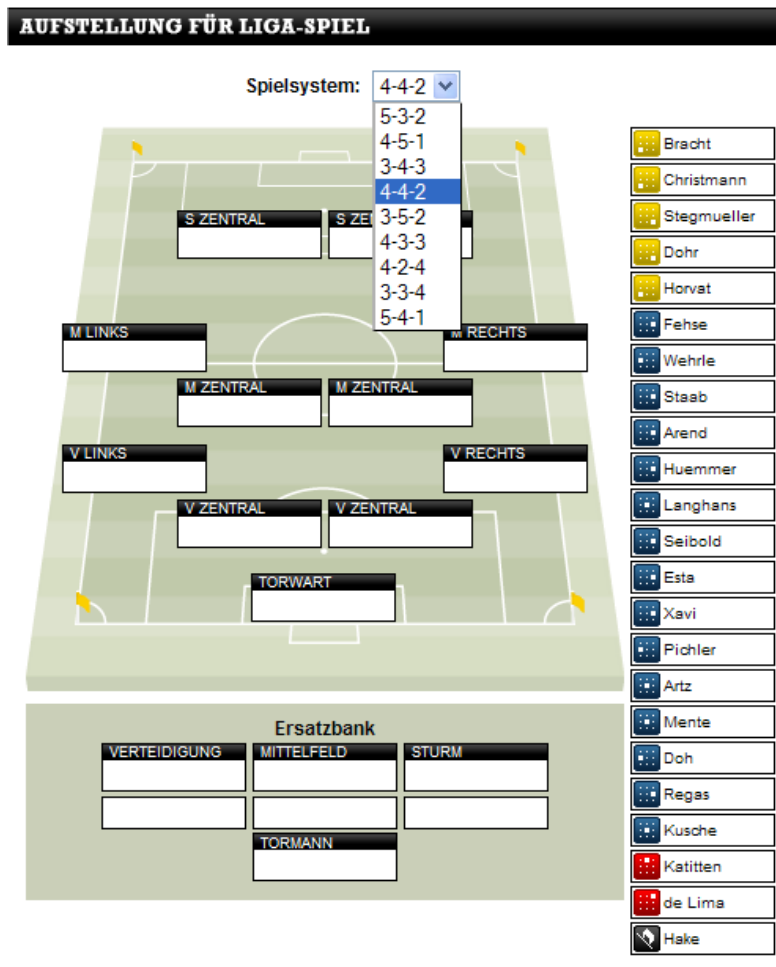 AUFSTELLUNG FÜR LIGA-SPIEL
Spielsystem: 4-4-2
5-3-2
4-5-1
3-4-3
4-4-2
3-5-2
4-3-3
4-2-4
3-3-4
5-4-1
S ZENTRAL S ZE
M LINKS M RECHTS
M ZENTRAL M ZENTRAL
V LINKS V RECHTS
V ZENTRAL V ZENTRAL
TORWART
Ersatzbank
VERTEIDIGUNG MITTELFELD STURM
TORMANN
Bracht
Christmann
Stegmueller
Dohr
Horvat
Fehse
Wehrle
Staab
Arend
Huemmer
Langhans
Seibold
Esta
Xavi
Pichler
Artz
Mente
Doh
Regas
Kusche
Katitten
de Lima
Hake